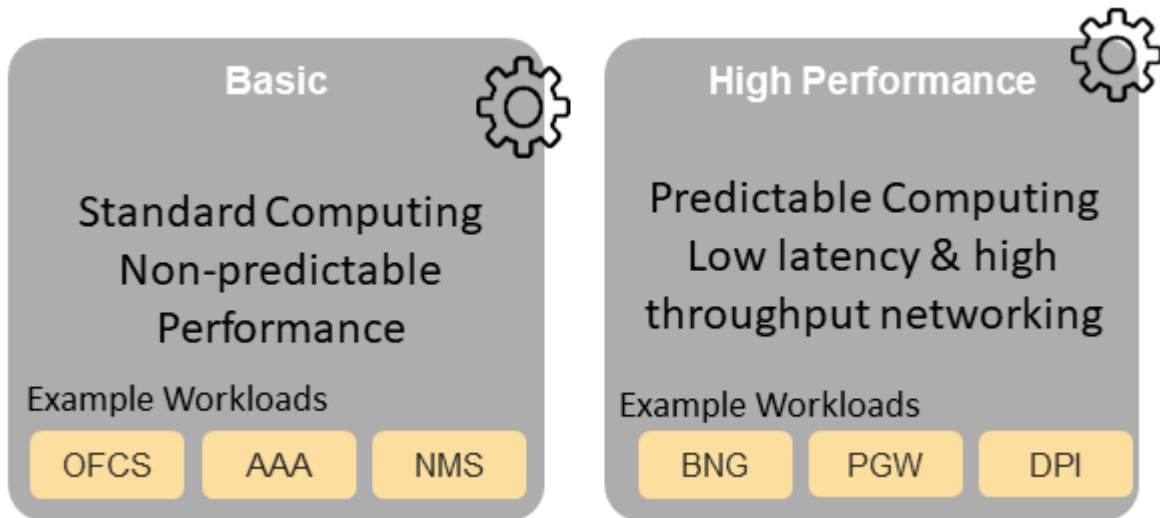 Basic
Standard Computing
Non-predictable
Performance
Example Workloads
OFCS
AAA
NMS
High Performance
Predictable Computing
Low latency & high
throughput networking
Example Workloads
BNG
PGW
DPI